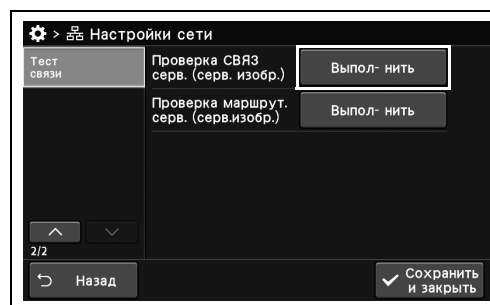 > Настройки сети
Тест
связи
Проверка СВЯЗ
серв. (серв. изобр.)
Выпол- нить
Проверка маршрут.
серв. (серв.изобр.)
Выпол- нить
2/2
Назад
Сохранить
и закрыть